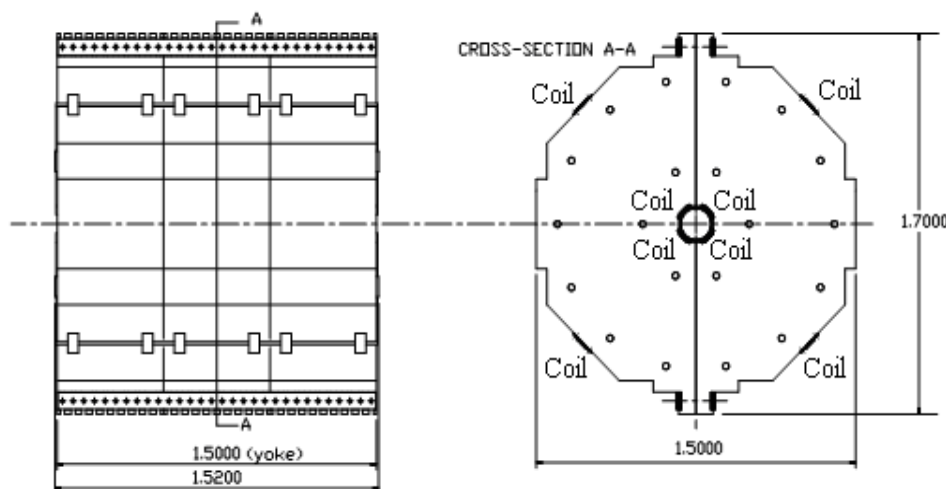 A
CROSS-SECTION A-A
Coil
Coil
Coil
Coil
1.7000
Coil
Coil
Coil
Coil
A
1.5000 (yoke)
1.5200
1.5000